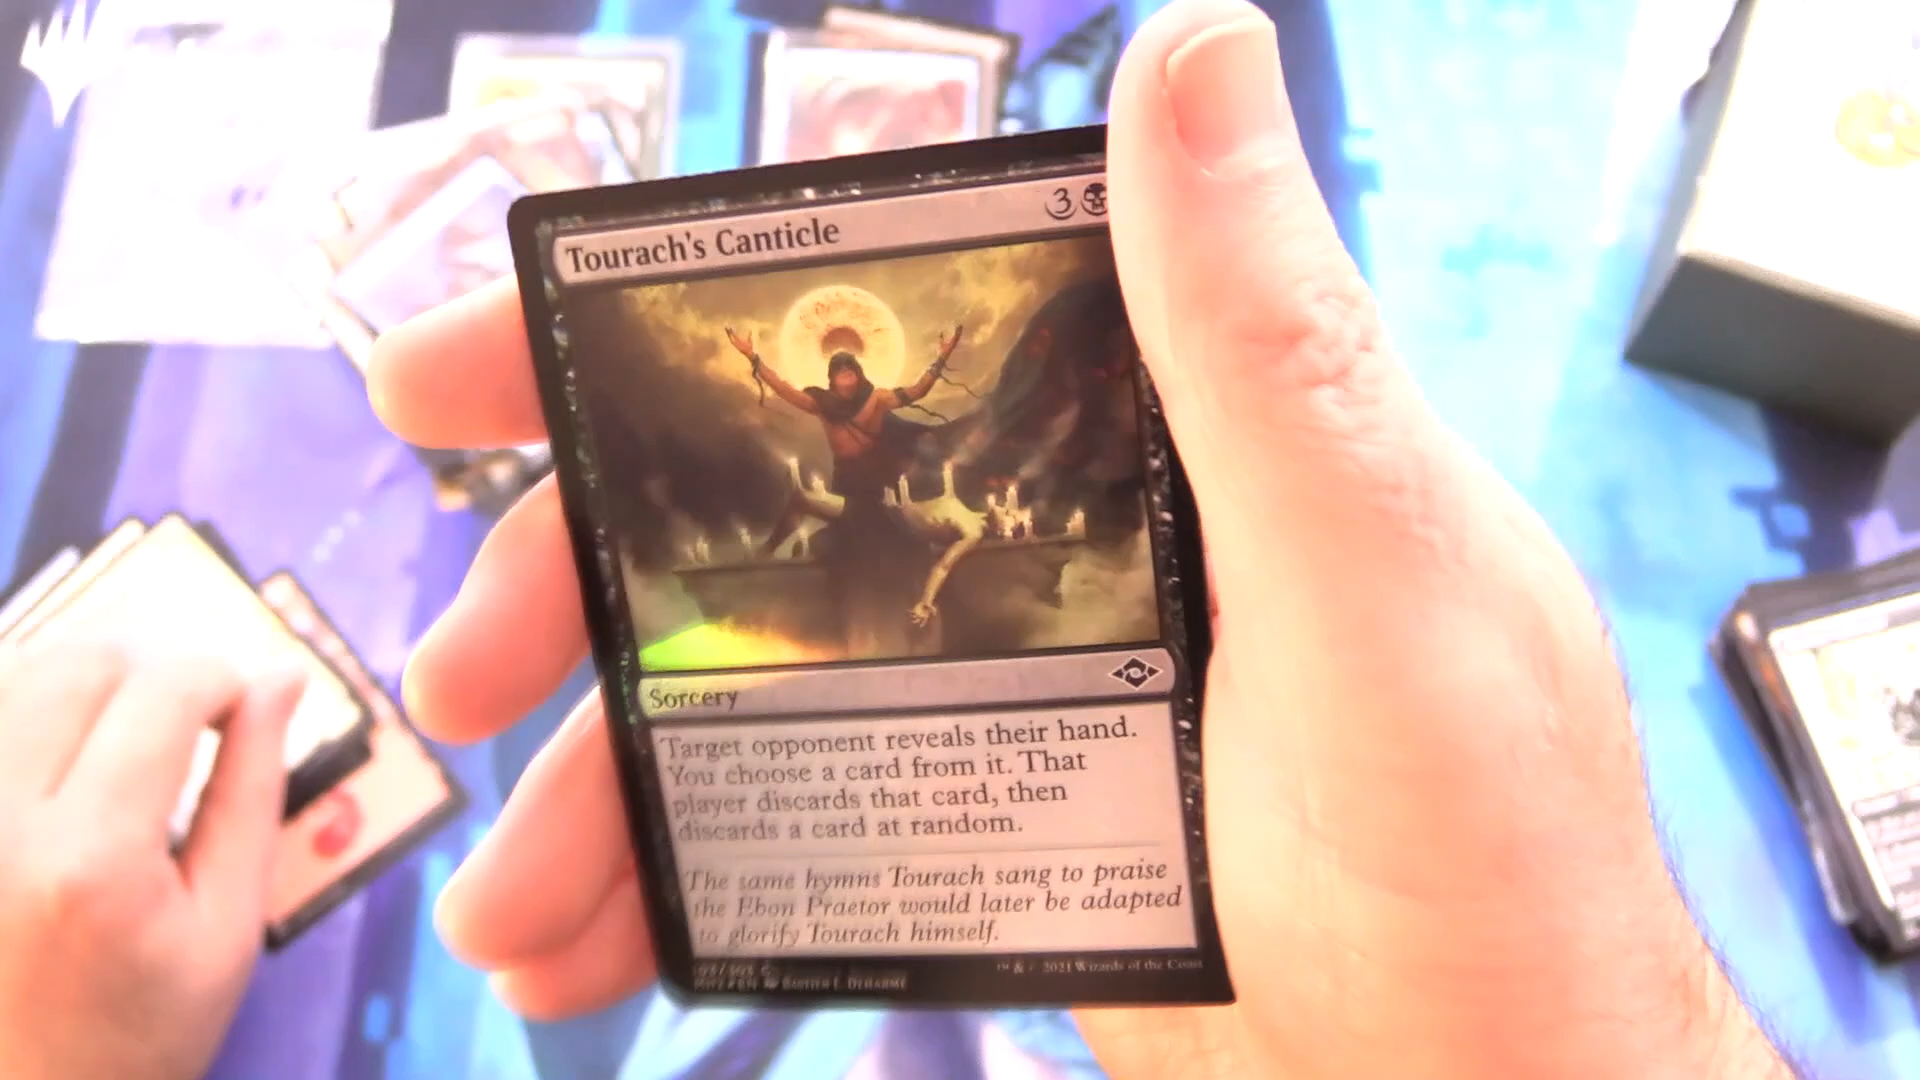 Tourach's Canticle
3
Sorcery
Target opponent reveals their hand.
You choose a card from it. That
player discards that card, then
discards a card at random.
The same hymns Tourach sang to praise
the Ebon Praetor would later be adapted
to glorify Tourach himself.
™ & © 2021 Wizards of the Coast